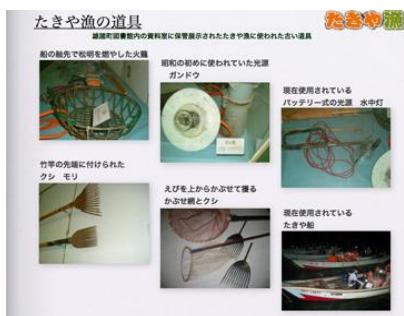 たきや漁の道具
たきや漁
雄踏町図書館内の資料室に保管展示されたたきや漁に使われた古い道具
船の舳先で松明を燃やした火籠
昭和の初めに使われていた光源
ガンドウ
現在使用されている
バッテリー式の光源 水中灯
竹竿の先端に付けられた
クシ モリ
えびを上からかぶせて獲る
かぶせ網とクシ
現在使用されている
たきや船